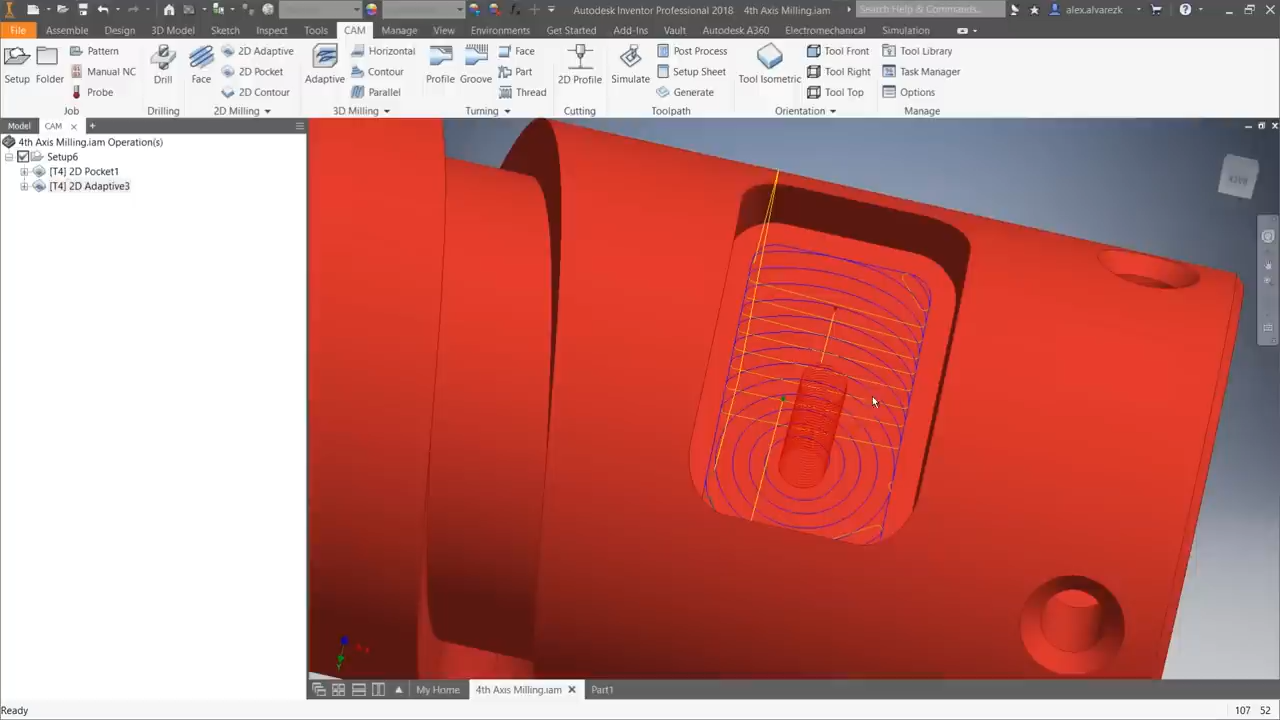 Autodesk Inventor Professional 2018 4th Axis Milling.iam
Search Help & Commands...
alex.alvarezk
File Assembly Design 3D Model Sketch Inspect Tools CAM Manage View Environments Get Started Add-Ins Vault Autodesk A360 Electromechanical Simulation
Pattern 2D Adaptive Horizontal Face Post Process Tool Front Tool Library
Setup Folder Manual NC Drill Face 2D Pocket Adaptive Contour Profile Groove Part 2D Profile Simulate Setup Sheet Tool Isometric Tool Right Task Manager
Probe 2D Contour Parallel Thread Generate Tool Top Options
Job Drilling 2D Milling 3D Milling Turning Cutting Toolpath Orientation Manage
Model CAM
4th Axis Milling.iam Operation(s)
Setup6
[T4] 2D Pocket1
[T4] 2D Adaptive3
My Home 4th Axis Milling.iam Part1
Ready 107 52